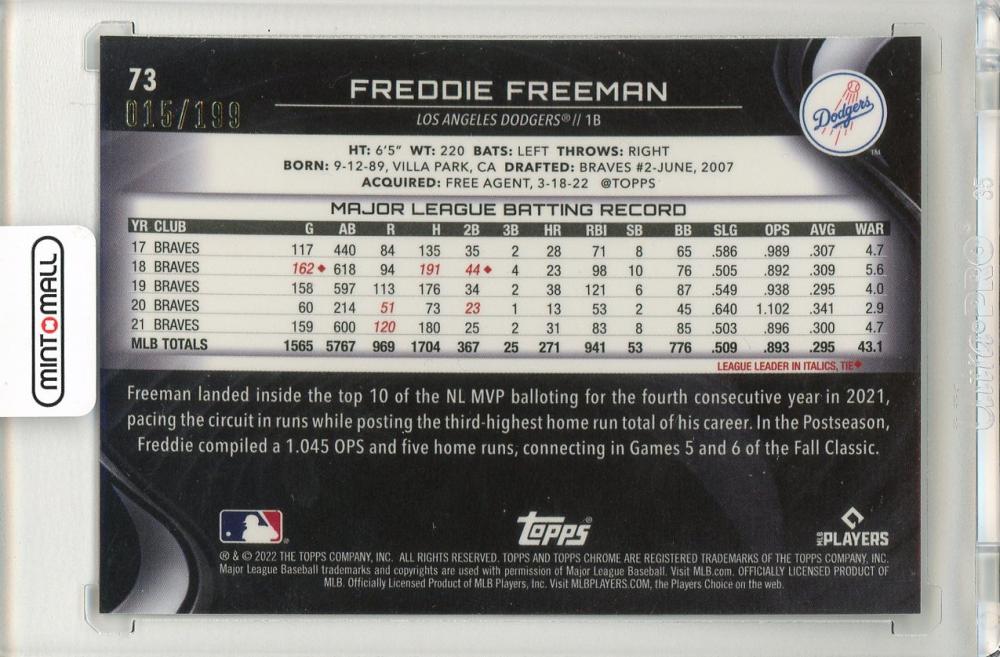 73
015/199
FREDDIE FREEMAN
LOS ANGELES DODGERS® // 1B
Dodgers
TM
HT: 6'5" WT: 220 BATS: LEFT THROWS: RIGHT
BORN: 9-12-89, VILLA PARK, CA DRAFTED: BRAVES #2-JUNE, 2007
ACQUIRED: FREE AGENT, 3-18-22 @TOPPS
MAJOR LEAGUE BATTING RECORD
YR CLUB G AB R H 2B 3B HR RBI SB BB SLG OPS AVG WAR
17 BRAVES 117 440 84 135 35 2 28 71 8 65 .586 .989 .307 4.7
18 BRAVES 162♦ 618 94 191 44♦ 4 23 98 10 76 .505 .892 .309 5.6
19 BRAVES 158 597 113 176 34 2 38 121 6 87 .549 .938 .295 4.0
20 BRAVES 60 214 51 73 23 1 13 53 2 45 .640 1.102 .341 2.9
21 BRAVES 159 600 120 180 25 2 31 83 8 85 .503 .896 .300 4.7
MLB TOTALS 1565 5767 969 1704 367 25 271 941 53 776 .509 .893 .295 43.1
LEAGUE LEADER IN ITALICS, TIE♦
Freeman landed inside the top 10 of the NL MVP balloting for the fourth consecutive year in 2021,
pacing the circuit in runs while posting the third-highest home run total of his career. In the Postseason,
Freddie compiled a 1.045 OPS and five home runs, connecting in Games 5 and 6 of the Fall Classic.
topps®
MLB PLAYERS
® & © 2022 THE TOPPS COMPANY, INC. ALL RIGHTS RESERVED. TOPPS AND TOPPS CHROME ARE REGISTERED TRADEMARKS OF THE TOPPS COMPANY, INC.
Major League Baseball trademarks and copyrights are used with permission of Major League Baseball. Visit MLB.com. OFFICIALLY LICENSED PRODUCT OF
MLB. Officially Licensed Product of MLB Players, Inc. Visit MLBPLAYERS.COM, the Players Choice on the web.
MINTOMALL
35